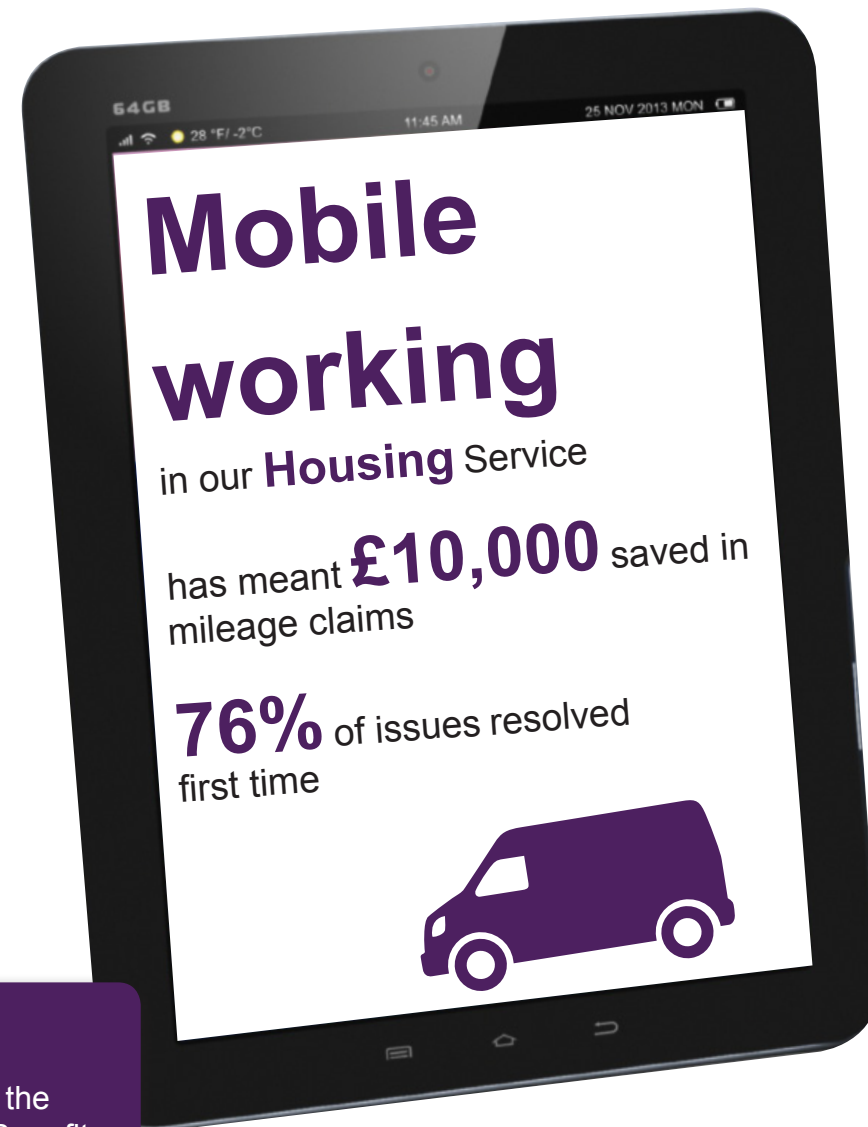 64GB
28 °F/ -2°C 11:45 AM 25 NOV 2013 MON
Mobile
working
in our Housing Service
has meant £10,000 saved in
mileage claims
76% of issues resolved
first time
the